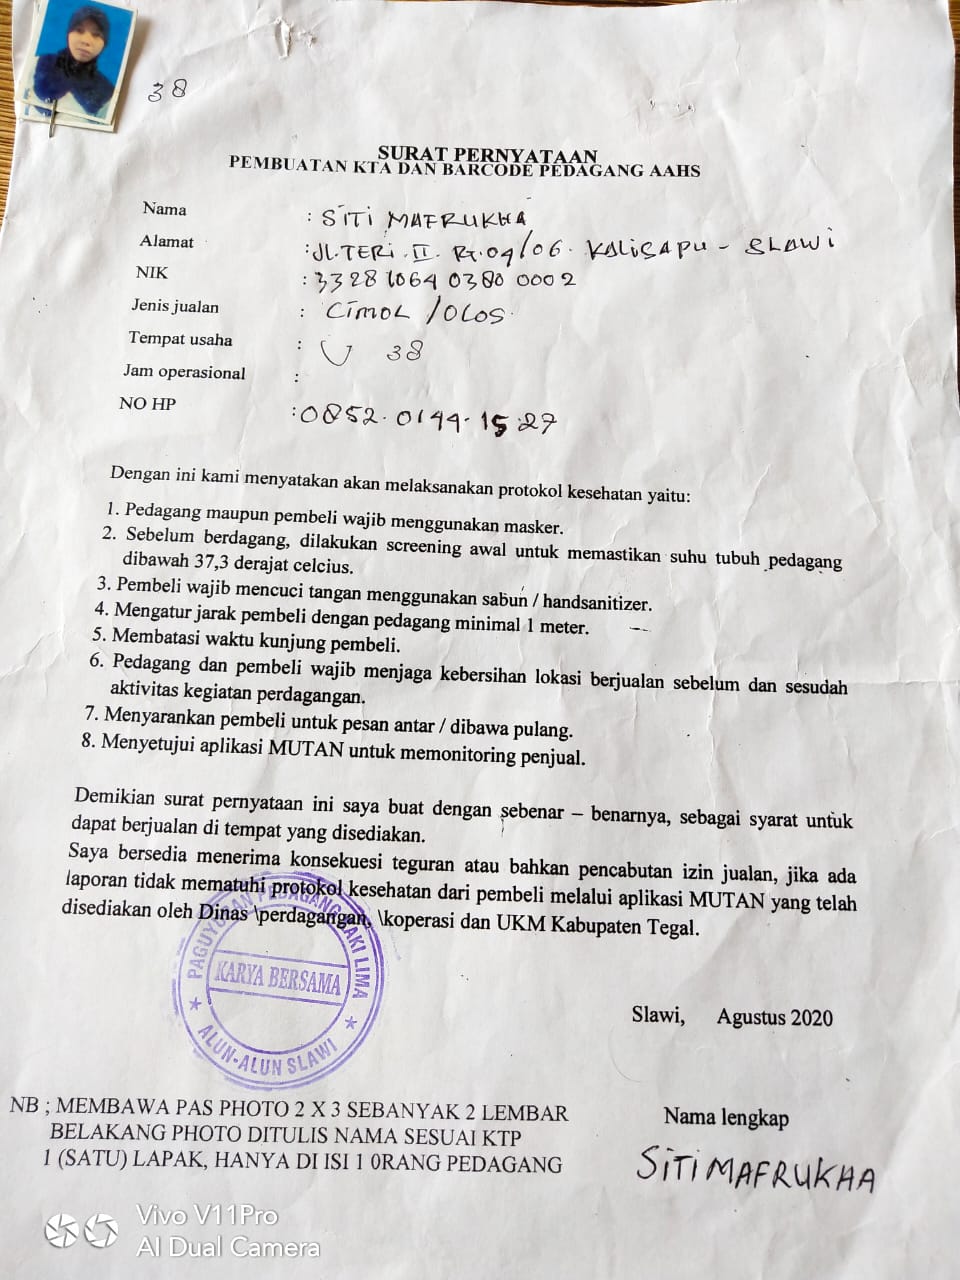 38
SURAT PERNYATAAN
PEMBUATAN KTA DAN BARCODE PEDAGANG AAHS
Nama : SITI MAFRUKHA
Alamat : JL.TERI.II. Rt.04/06. KALISAPU - SLAWI
NIK : 3328 1064 0380 0002
Jenis jualan : CIMOL /OLOS.
Tempat usaha : U 38
Jam operasional :
NO HP : 0852.0144.1527
Dengan ini kami menyatakan akan melaksanakan protokol kesehatan yaitu:
1. Pedagang maupun pembeli wajib menggunakan masker.
2. Sebelum berdagang, dilakukan screening awal untuk memastikan suhu tubuh pedagang
dibawah 37,3 derajat celcius.
3. Pembeli wajib mencuci tangan menggunakan sabun / handsanitizer.
4. Mengatur jarak pembeli dengan pedagang minimal 1 meter.
5. Membatasi waktu kunjung pembeli.
6. Pedagang dan pembeli wajib menjaga kebersihan lokasi berjualan sebelum dan sesudah
aktivitas kegiatan perdagangan.
7. Menyarankan pembeli untuk pesan antar / dibawa pulang.
8. Menyetujui aplikasi MUTAN untuk memonitoring penjual.
Demikian surat pernyataan ini saya buat dengan sebenar – benarnya, sebagai syarat untuk
dapat berjualan di tempat yang disediakan.
Saya bersedia menerima konsekuesi teguran atau bahkan pencabutan izin jualan, jika ada
laporan tidak mematuhi protokol kesehatan dari pembeli melalui aplikasi MUTAN yang telah
disediakan oleh Dinas \perdagangan, \koperasi dan UKM Kabupaten Tegal.
PAGUYUBAN PEDAGANG KAKI LIMA
KARYA BERSAMA
ALUN-ALUN SLAWI
Slawi, Agustus 2020
NB ; MEMBAWA PAS PHOTO 2 X 3 SEBANYAK 2 LEMBAR
BELAKANG PHOTO DITULIS NAMA SESUAI KTP
1 (SATU) LAPAK, HANYA DI ISI 1 0RANG PEDAGANG
Nama lengkap
SITI MAFRUKHA
Vivo V11Pro
AI Dual Camera